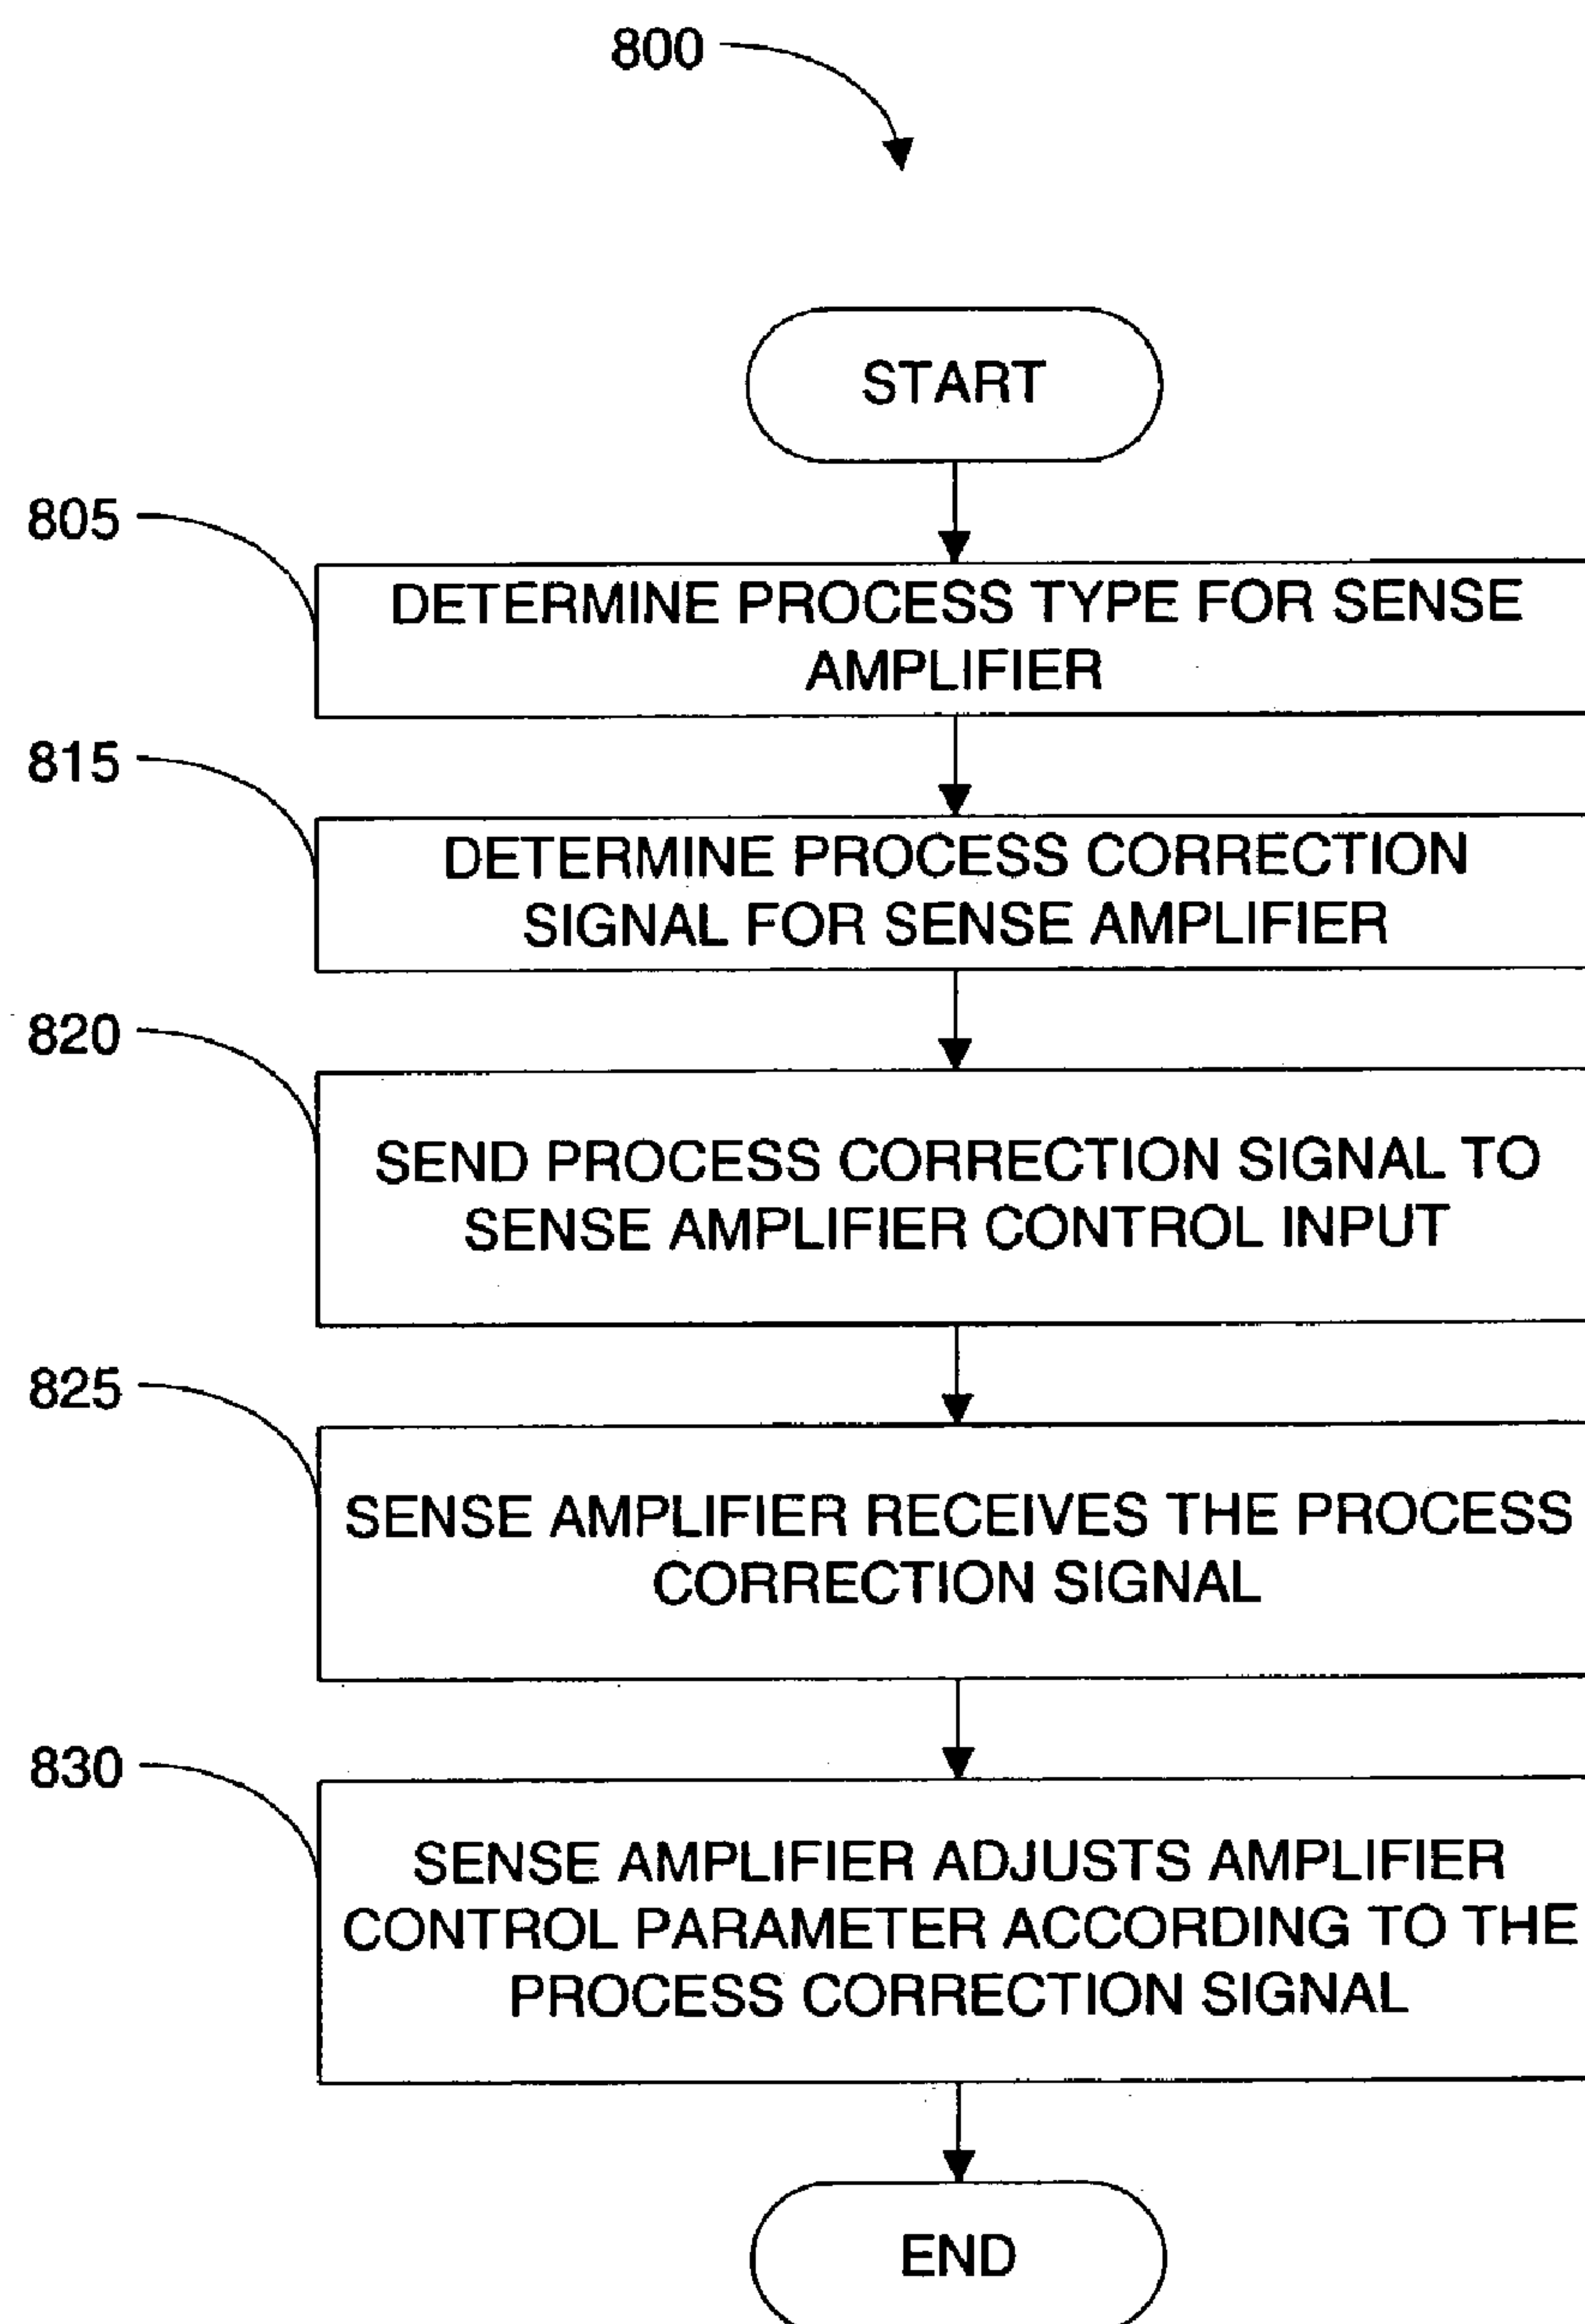 800
START
805
DETERMINE PROCESS TYPE FOR SENSE
AMPLIFIER
815
DETERMINE PROCESS CORRECTION
SIGNAL FOR SENSE AMPLIFIER
820
SEND PROCESS CORRECTION SIGNAL TO
SENSE AMPLIFIER CONTROL INPUT
825
SENSE AMPLIFIER RECEIVES THE PROCESS
CORRECTION SIGNAL
830
SENSE AMPLIFIER ADJUSTS AMPLIFIER
CONTROL PARAMETER ACCORDING TO THE
PROCESS CORRECTION SIGNAL
END